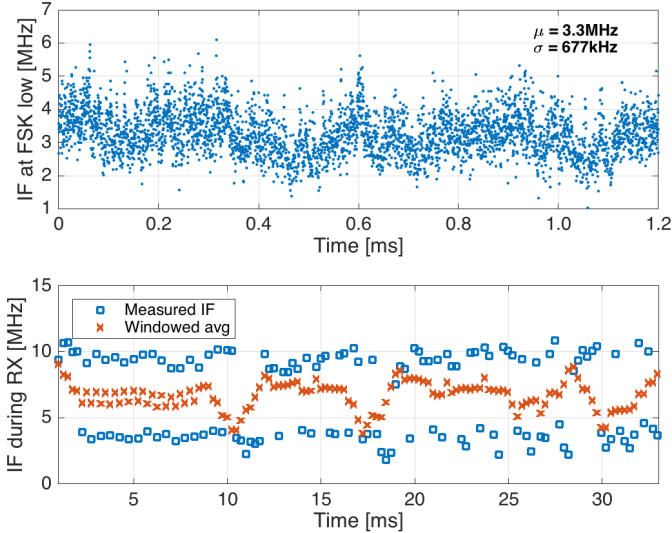 7
6
5
4
3
2
1
IF at FSK low [MHz]
μ = 3.3MHz
σ = 677kHz
0 0.2 0.4 0.6 0.8 1.0 1.2
Time [ms]
15
10
5
0
IF during RX [MHz]
Measured IF
Windowed avg
5 10 15 20 25 30
Time [ms]